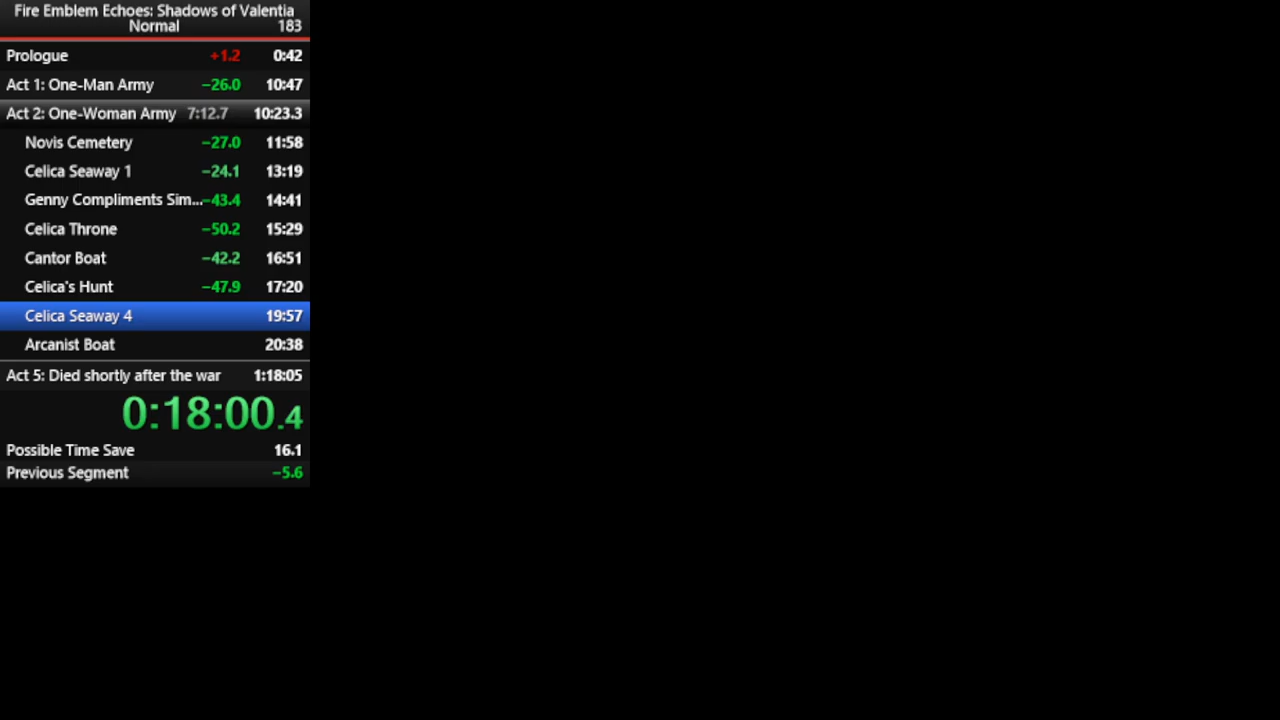 Fire Emblem Echoes: Shadows of Valentia
Normal 183
Prologue +1.2 0:42
Act 1: One-Man Army −26.0 10:47
Act 2: One-Woman Army 7:12.7 10:23.3
Novis Cemetery −27.0 11:58
Celica Seaway 1 −24.1 13:19
Genny Compliments Sim... −43.4 14:41
Celica Throne −50.2 15:29
Cantor Boat −42.2 16:51
Celica's Hunt −47.9 17:20
Celica Seaway 4 19:57
Arcanist Boat 20:38
Act 5: Died shortly after the war 1:18:05
0:18:00.4
Possible Time Save 16.1
Previous Segment −5.6